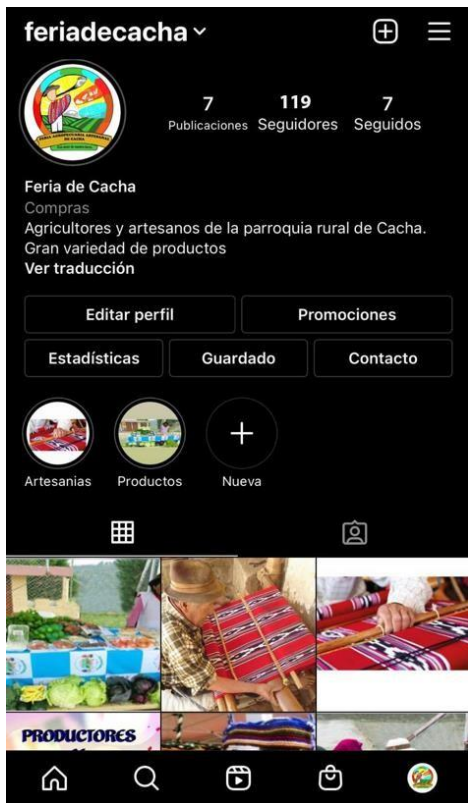 feriadecacha
7 119 7
Publicaciones Seguidores Seguidos
Feria de Cacha
Compras
Agricultores y artesanos de la parroquia rural de Cacha.
Gran variedad de productos
Ver traducción
Editar perfil Promociones
Estadísticas Guardado Contacto
Artesanias Productos Nueva
PRODUCTORES